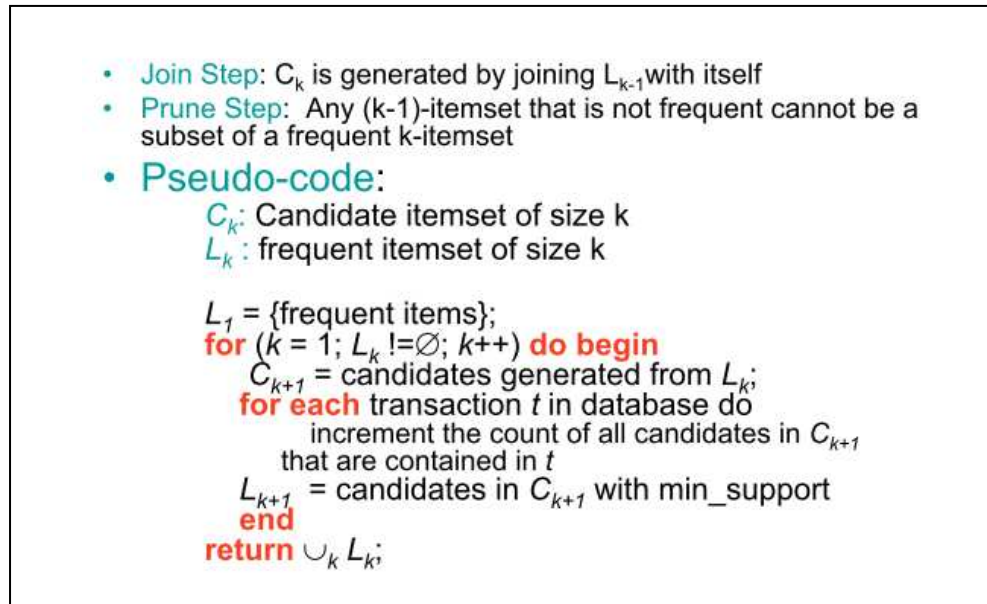 • Join Step: Cₖ is generated by joining Lₖ₋₁with itself
• Prune Step: Any (k-1)-itemset that is not frequent cannot be a
subset of a frequent k-itemset
• Pseudo-code:
Cₖ: Candidate itemset of size k
Lₖ : frequent itemset of size k
L₁ = {frequent items};
for (k = 1; Lₖ !=∅; k++) do begin
Cₖ₊₁ = candidates generated from Lₖ;
for each transaction t in database do
increment the count of all candidates in Cₖ₊₁
that are contained in t
Lₖ₊₁ = candidates in Cₖ₊₁ with min_support
end
return ∪ₖ Lₖ;